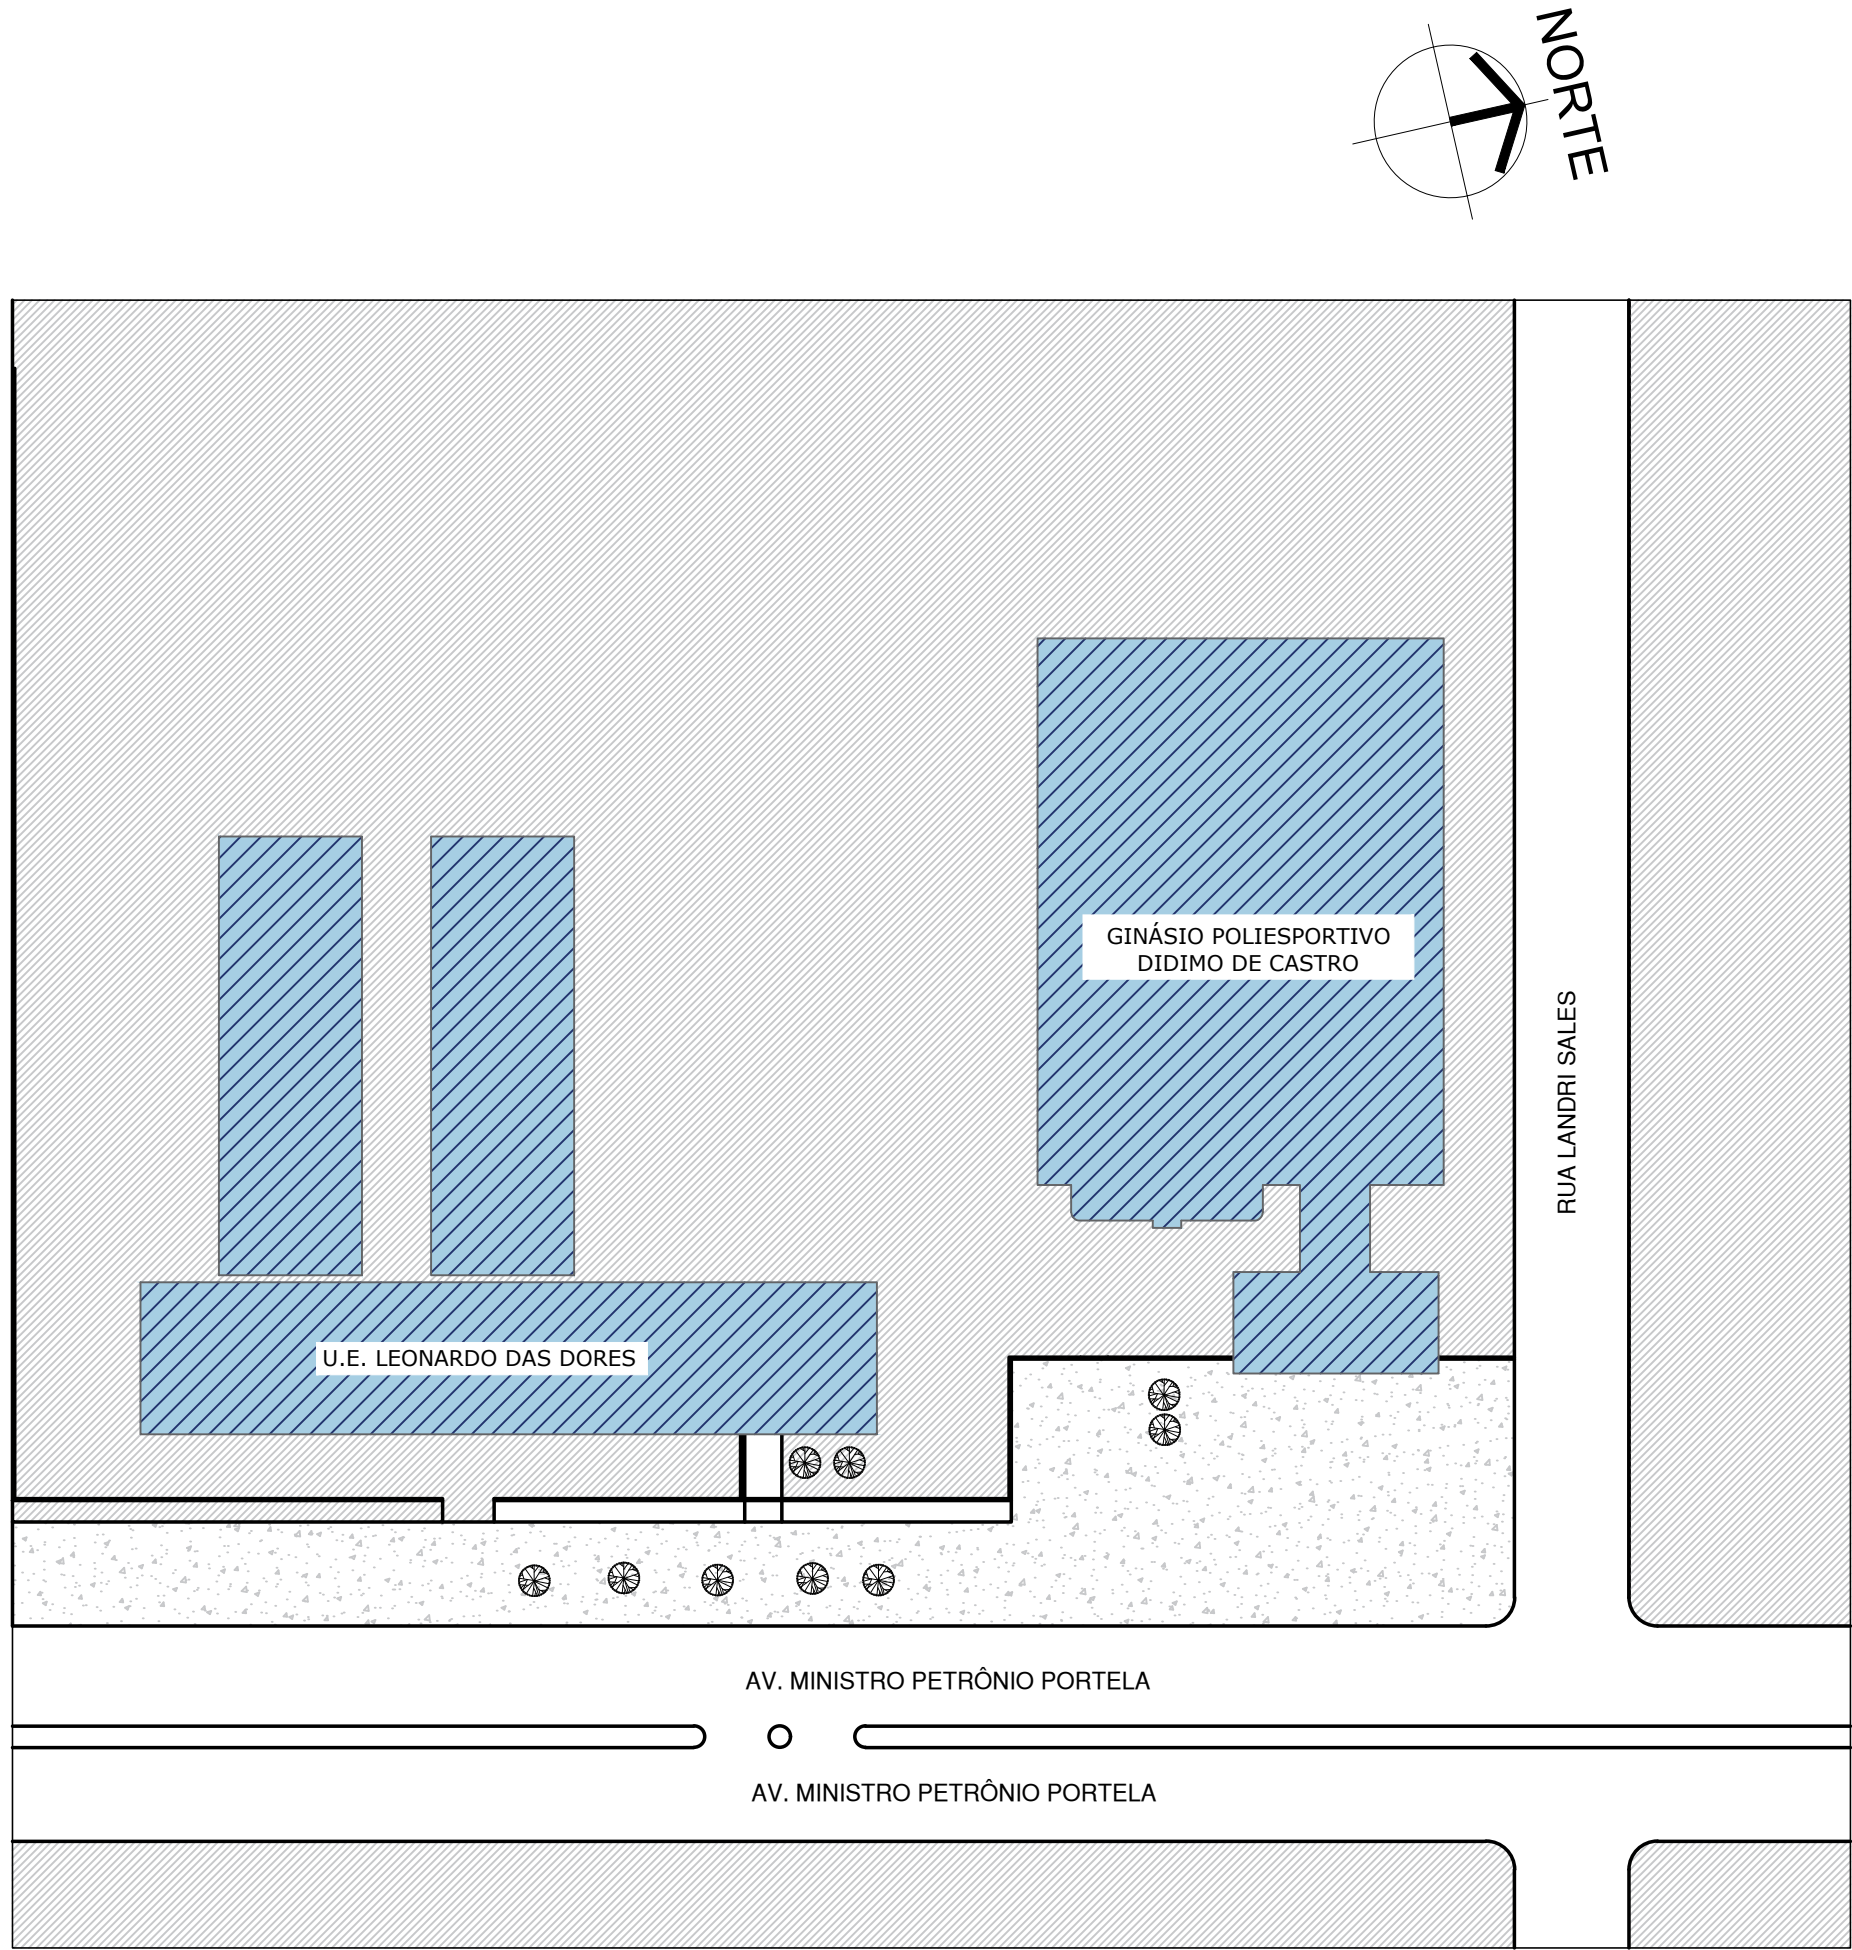 NORTE
GINÁSIO POLIESPORTIVO
DIDIMO DE CASTRO
RUA LANDRI SALES
U.E. LEONARDO DAS DORES
AV. MINISTRO PETRÔNIO PORTELA
AV. MINISTRO PETRÔNIO PORTELA